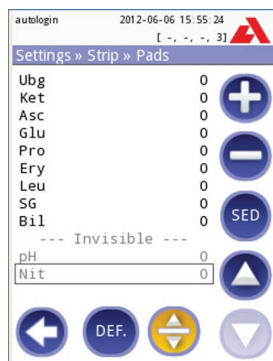 autologin 2012-06-06 15:55:24
[ -, -, -, 3]
Settings » Strip » Pads
Ubg 0
Ket 0
Asc 0
Glu 0
Pro 0
Ery 0
Leu 0
SG 0
Bil 0
--- Invisible ---
pH 0
Nit 0
SED
DEF.